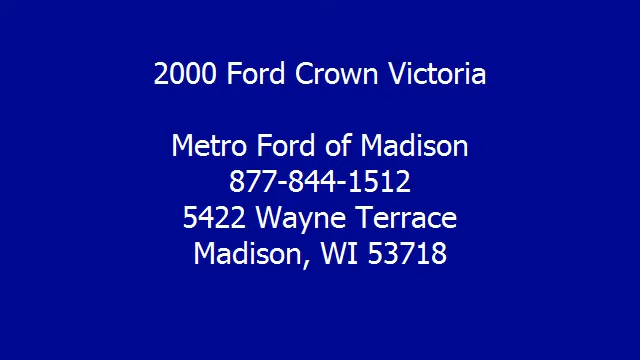 2000 Ford Crown Victoria
Metro Ford of Madison
877-844-1512
5422 Wayne Terrace
Madison, WI 53718